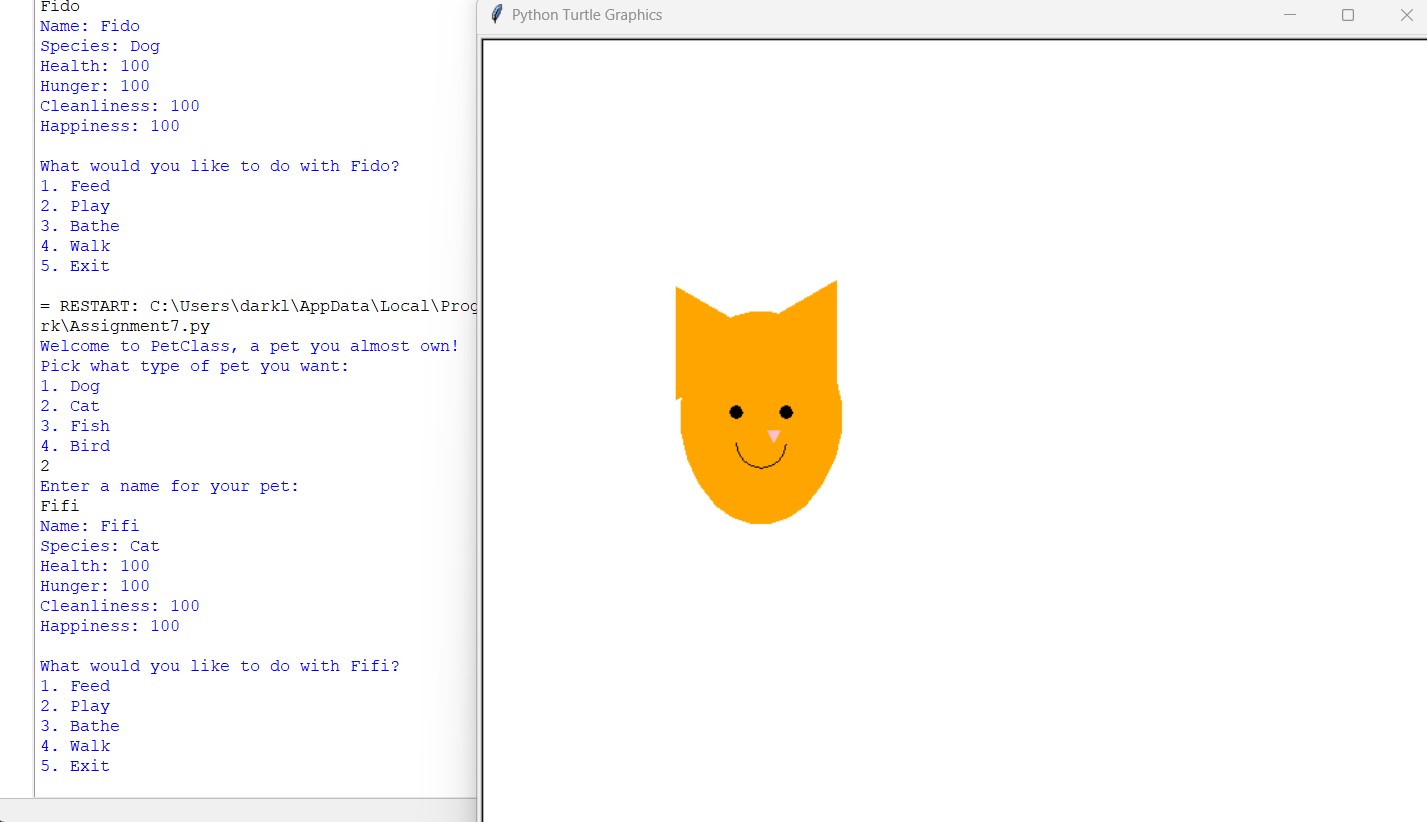 Fido
Name: Fido
Species: Dog
Health: 100
Hunger: 100
Cleanliness: 100
Happiness: 100
What would you like to do with Fido?
1. Feed
2. Play
3. Bathe
4. Walk
5. Exit
= RESTART: C:\Users\darkl\AppData\Local\Prog
rk\Assignment7.py
Welcome to PetClass, a pet you almost own!
Pick what type of pet you want:
1. Dog
2. Cat
3. Fish
4. Bird
2
Enter a name for your pet:
Fifi
Name: Fifi
Species: Cat
Health: 100
Hunger: 100
Cleanliness: 100
Happiness: 100
What would you like to do with Fifi?
1. Feed
2. Play
3. Bathe
4. Walk
5. Exit
Python Turtle Graphics